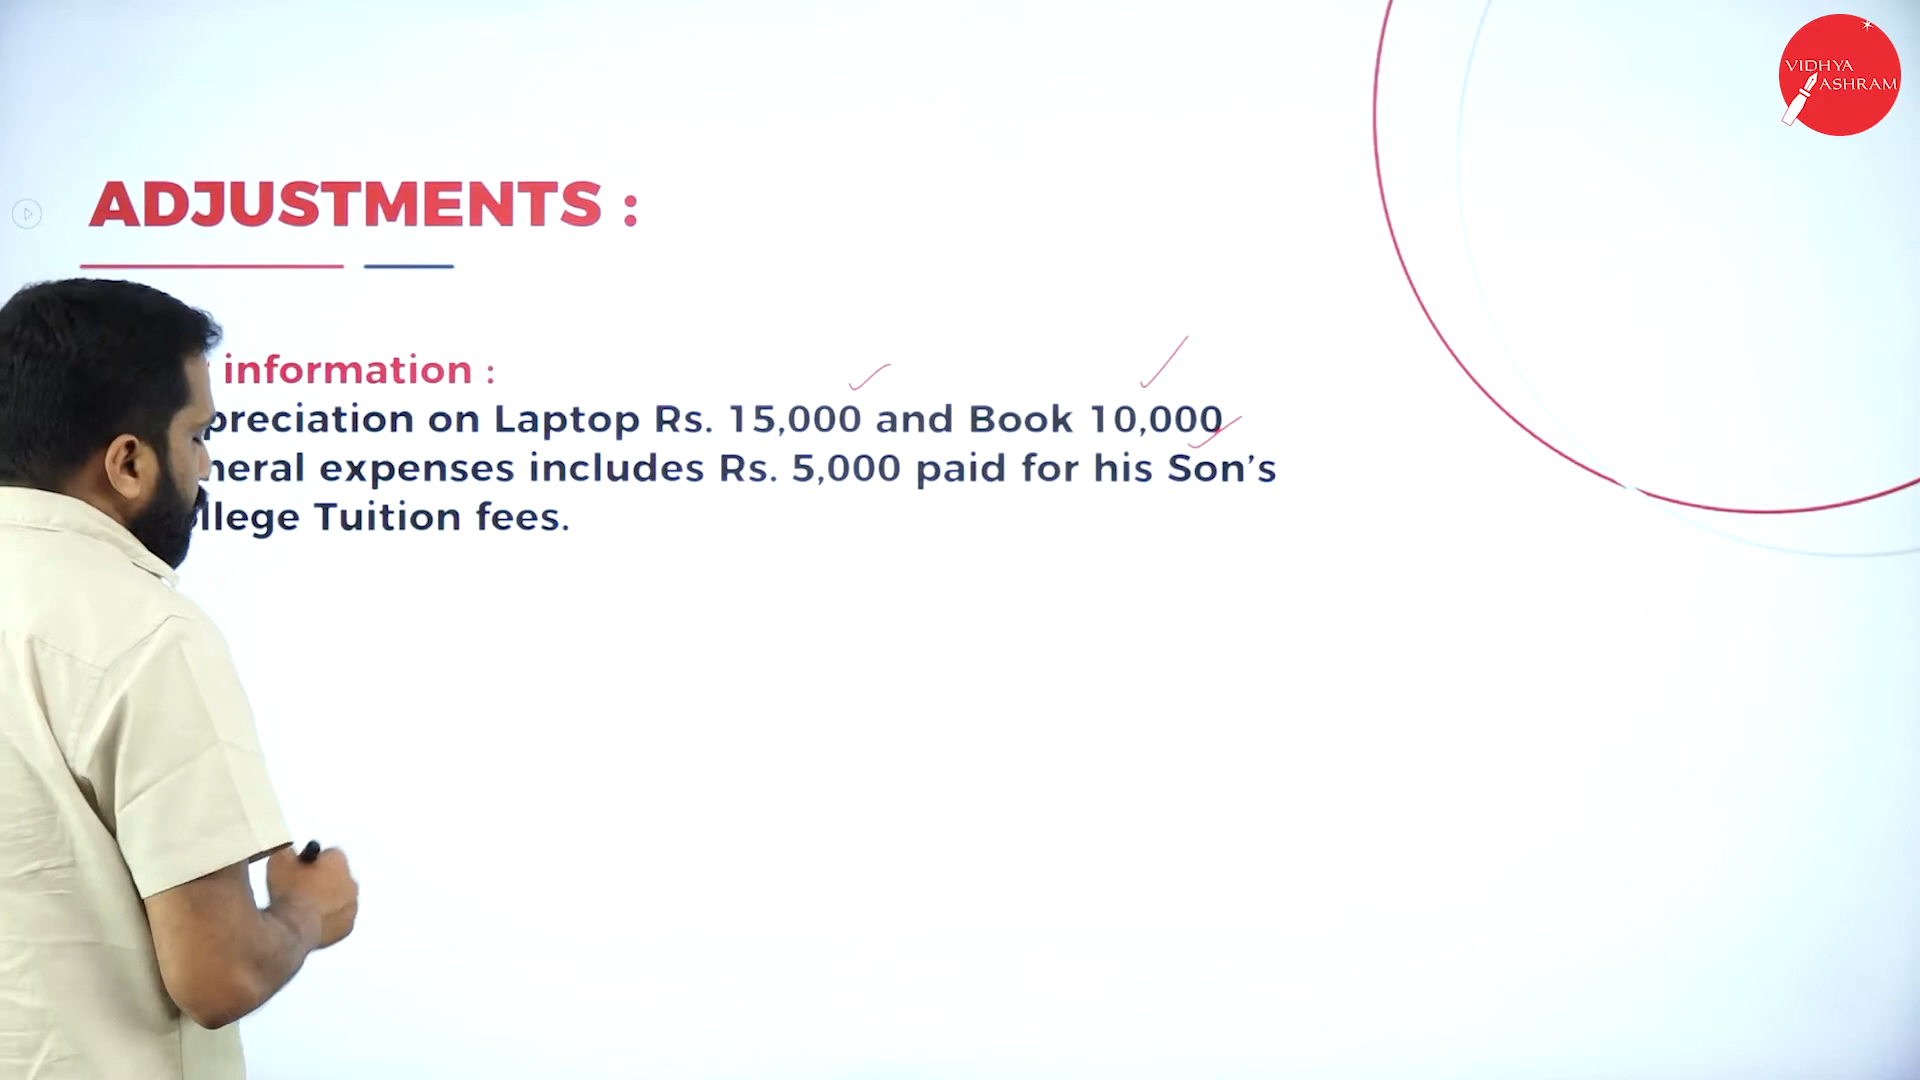 VIDHYA
ASHRAM
ADJUSTMENTS :
information :
preciation on Laptop Rs. 15,000 and Book 10,000
neral expenses includes Rs. 5,000 paid for his Son's
llege Tuition fees.